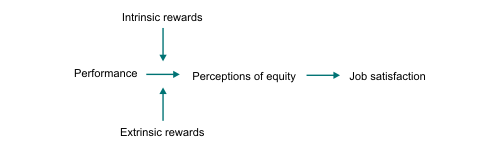 Intrinsic rewards
Performance
Perceptions of equity
Job satisfaction
Extrinsic rewards